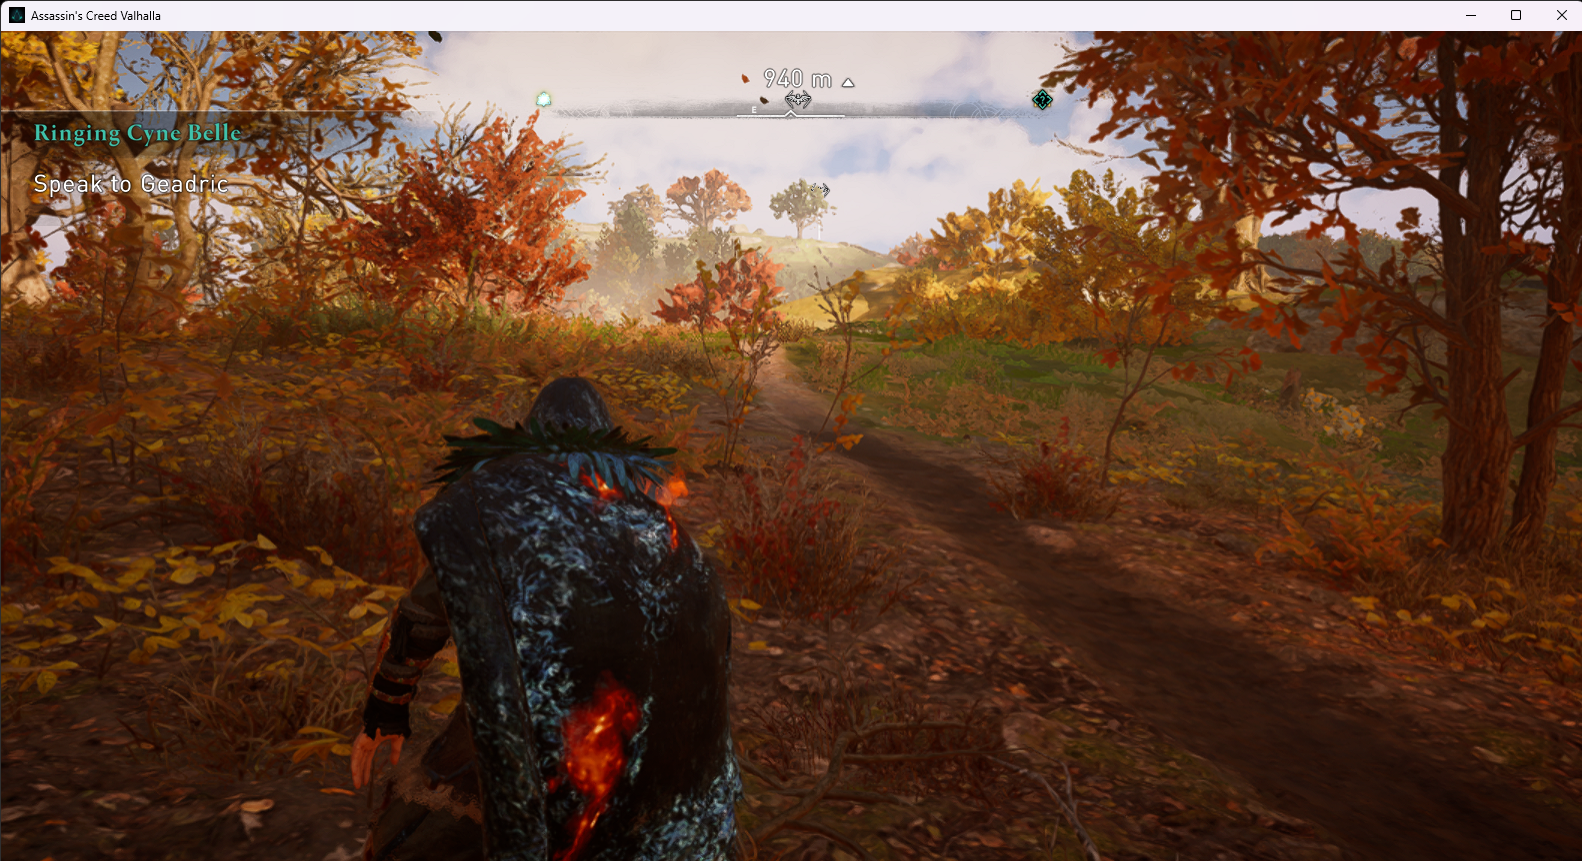 Assassin's Creed Valhalla
940 m
E
Ringing Cyne Belle
Speak to Geadric
?